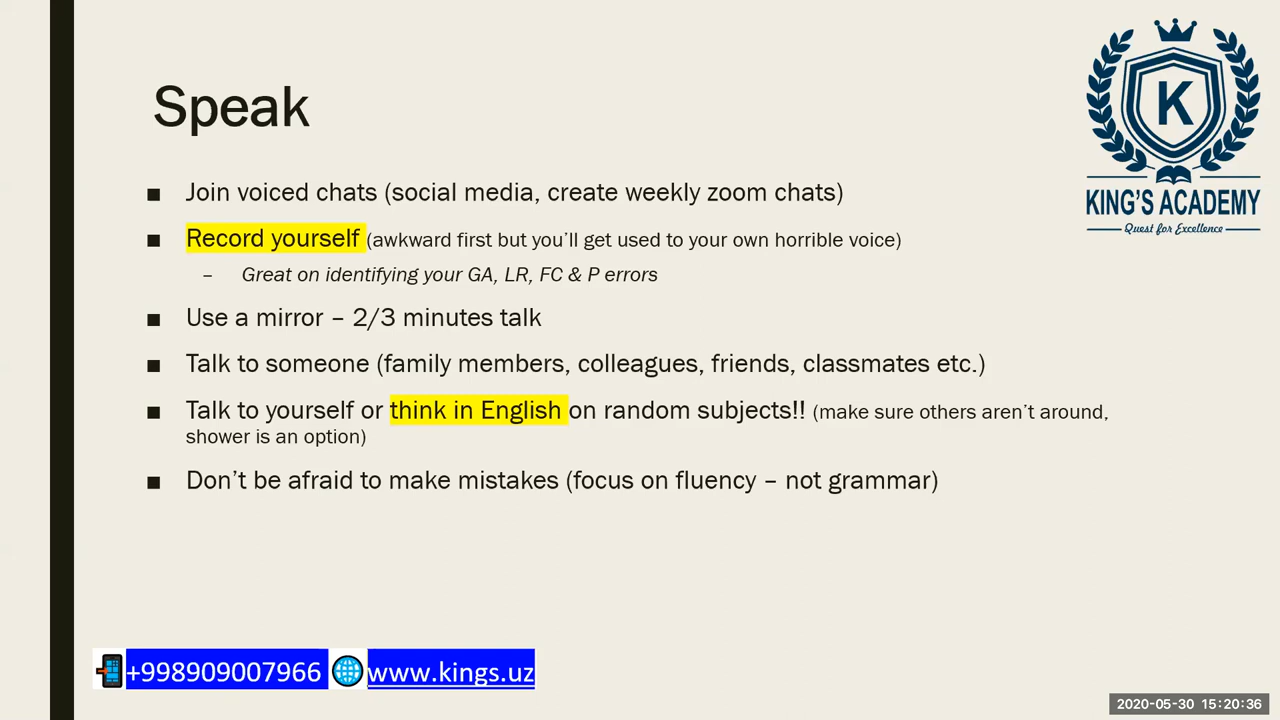 Speak
K
KING'S ACADEMY
Quest for Excellence
■ Join voiced chats (social media, create weekly zoom chats)
■ Record yourself (awkward first but you'll get used to your own horrible voice)
– Great on identifying your GA, LR, FC & P errors
■ Use a mirror – 2/3 minutes talk
■ Talk to someone (family members, colleagues, friends, classmates etc.)
■ Talk to yourself or think in English on random subjects!! (make sure others aren't around,
shower is an option)
■ Don't be afraid to make mistakes (focus on fluency – not grammar)
+998909007966 www.kings.uz
2020-05-30 15:20:36